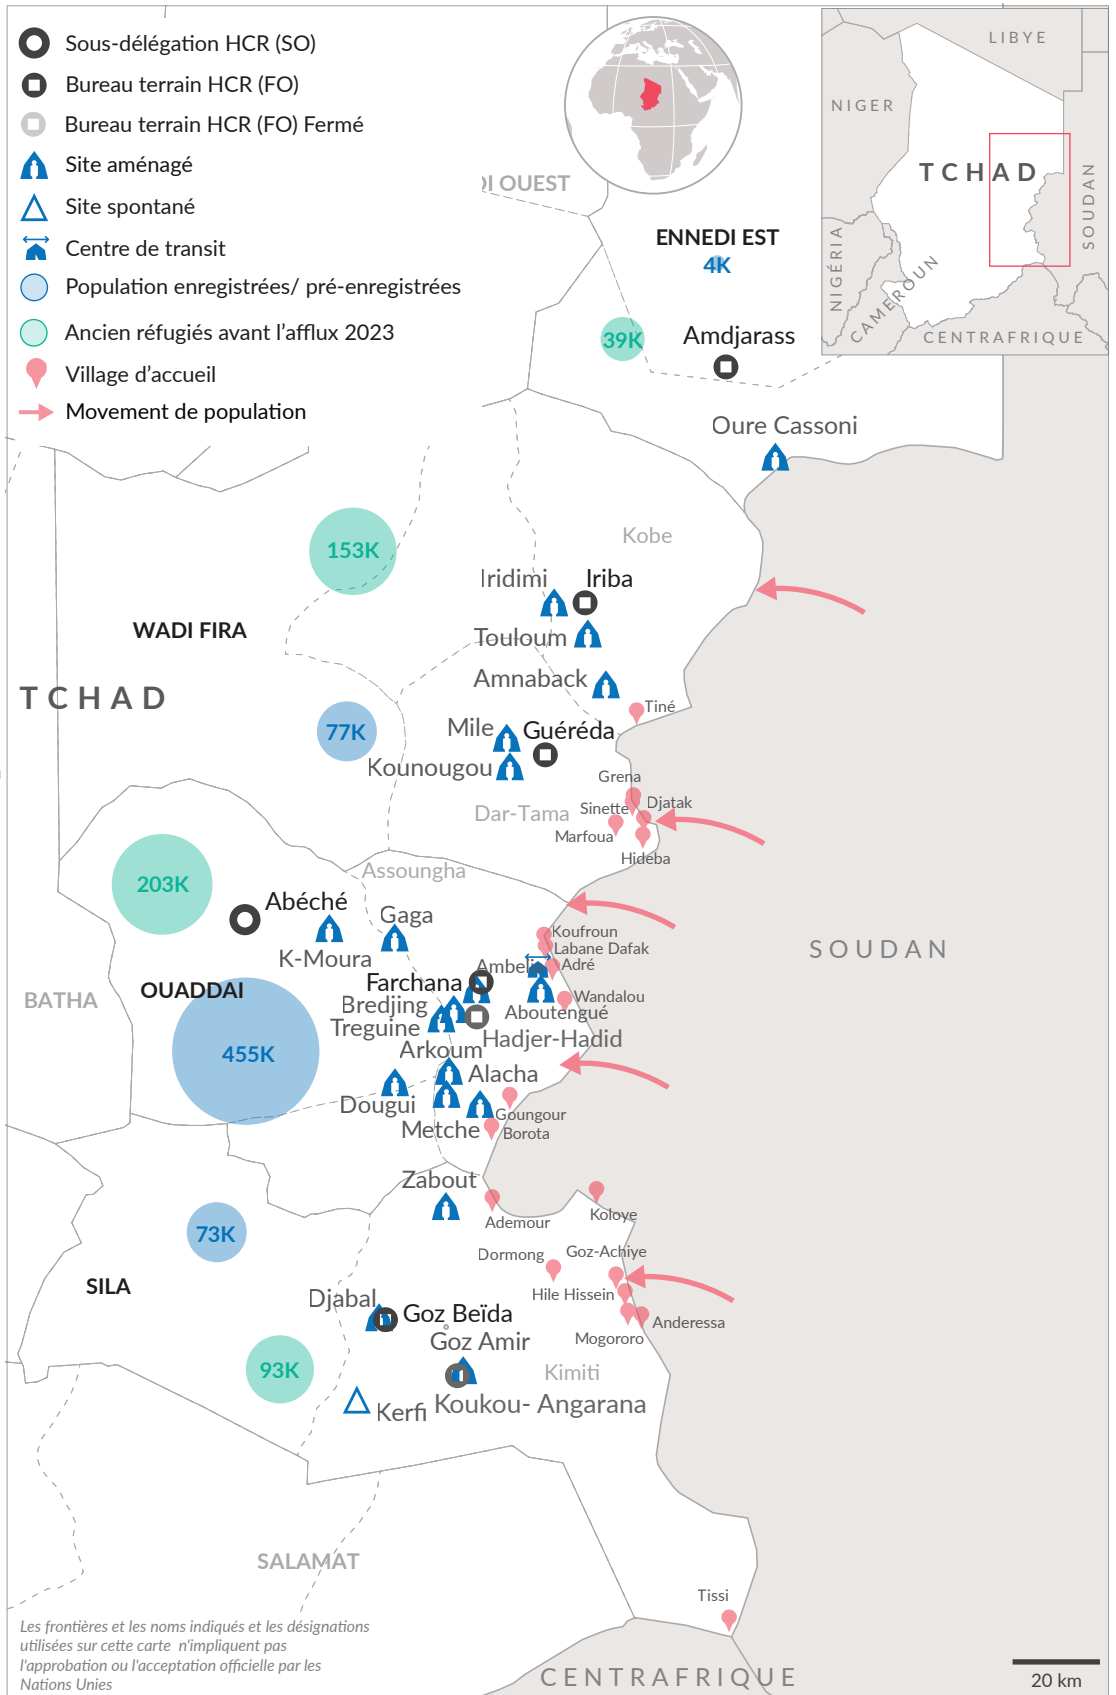 Sous-délégation HCR (SO)
Bureau terrain HCR (FO)
Bureau terrain HCR (FO) Fermé
Site aménagé
Site spontané
Centre de transit
Population enregistrées/ pré-enregistrées
Ancien réfugiés avant l'afflux 2023
Village d'accueil
Movement de population
LIBYE
NIGER
TCHAD
SOUDAN
NIGÉRIA
CAMEROUN
CENTRAFRIQUE
DI OUEST
ENNEDI EST
4K
39K
Amdjarass
Oure Cassoni
Kobe
153K
Iridimi
Iriba
WADI FIRA
Touloum
TCHAD
Amnaback
Tiné
77K
Mile
Guéréda
Kounougou
Grena
Sinette
Djatak
Dar-Tama
Marfoua
Hideba
Assoungha
203K
Abéché
Gaga
K-Moura
Koufroun
Labane Dafak
Ambelia
Adré
SOUDAN
Farchana
OUADDAI
BATHA
Bredjing
Wandalou
Treguine
Aboutengué
Hadjer-Hadid
Arkoum
455K
Alacha
Dougui
Goungour
Metche
Borota
Zabout
Ademour
Koloye
73K
Dormong
Goz-Achiye
SILA
Hile Hissein
Djabal
Goz Beïda
Anderessa
Mogororo
Goz Amir
93K
Kimiti
Kerfi
Koukou- Angarana
SALAMAT
Tissi
Les frontières et les noms indiqués et les désignations
utilisées sur cette carte n'impliquent pas
l'approbation ou l'acceptation officielle par les
Nations Unies
CENTRAFRIQUE
20 km